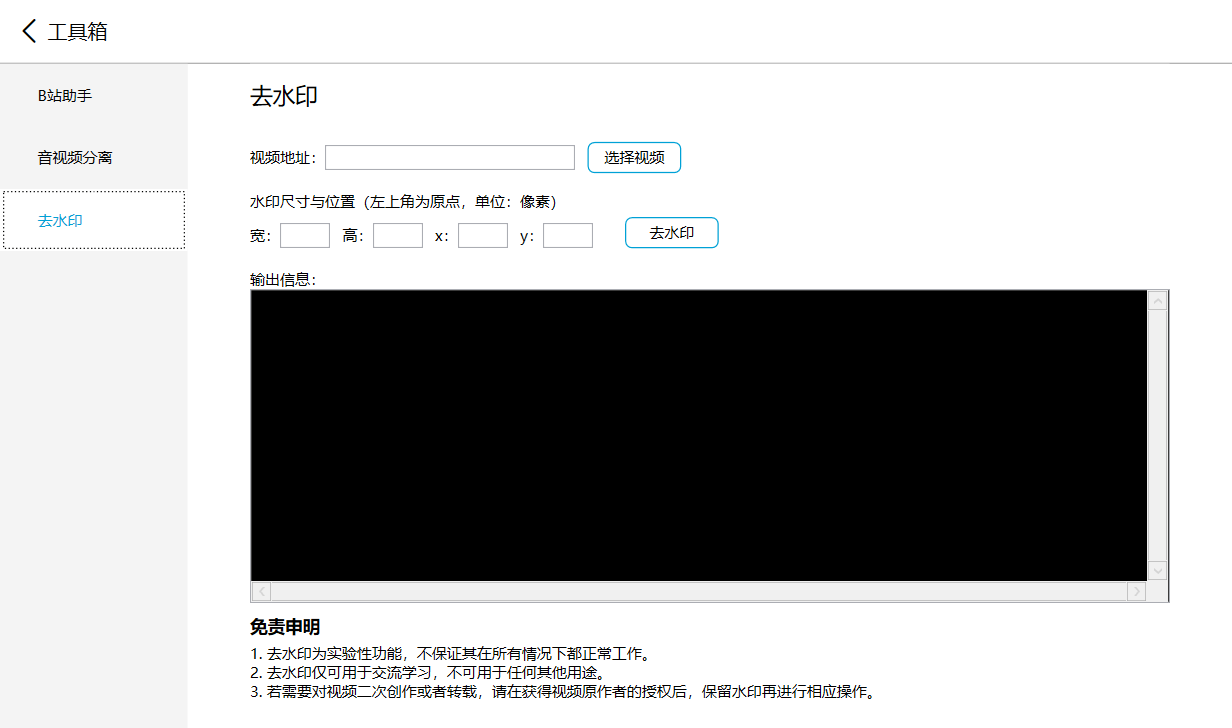 工具箱
B站助手
音视频分离
去水印
去水印
视频地址：
选择视频
水印尺寸与位置（左上角为原点，单位：像素）
宽： 高： x： y： 去水印
输出信息：
免责申明
1. 去水印为实验性功能，不保证其在所有情况下都正常工作。
2. 去水印仅可用于交流学习，不可用于任何其他用途。
3. 若需要对视频二次创作或者转载，请在获得视频原作者的授权后，保留水印再进行相应操作。